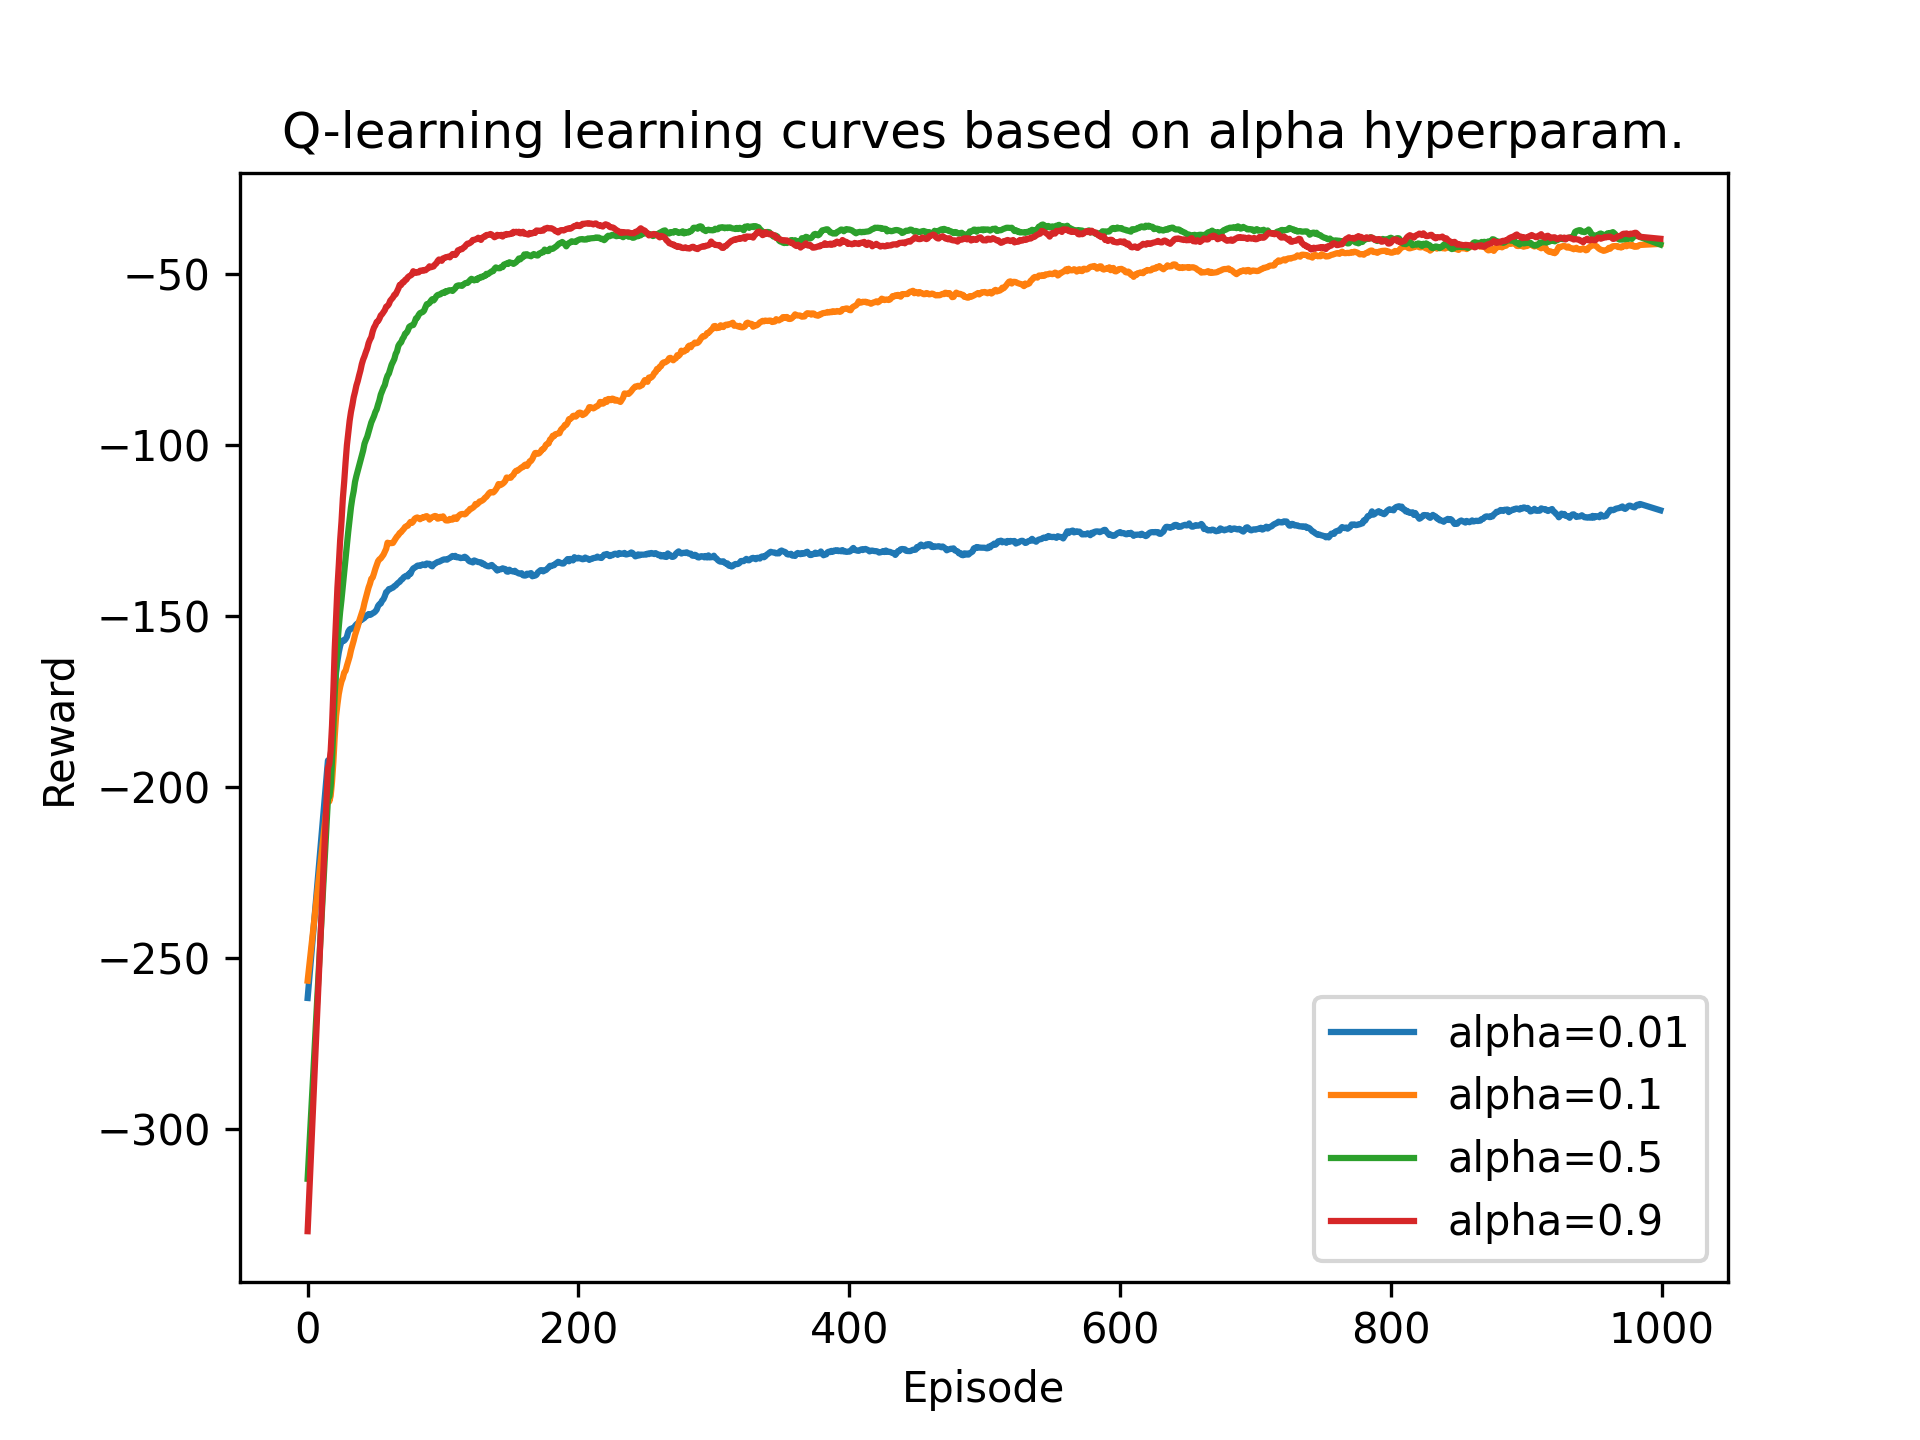 Q-learning learning curves based on alpha hyperparam.
−50
−100
−150
−200
−250
−300
Reward
alpha=0.01
alpha=0.1
alpha=0.5
alpha=0.9
0 200 400 600 800 1000
Episode